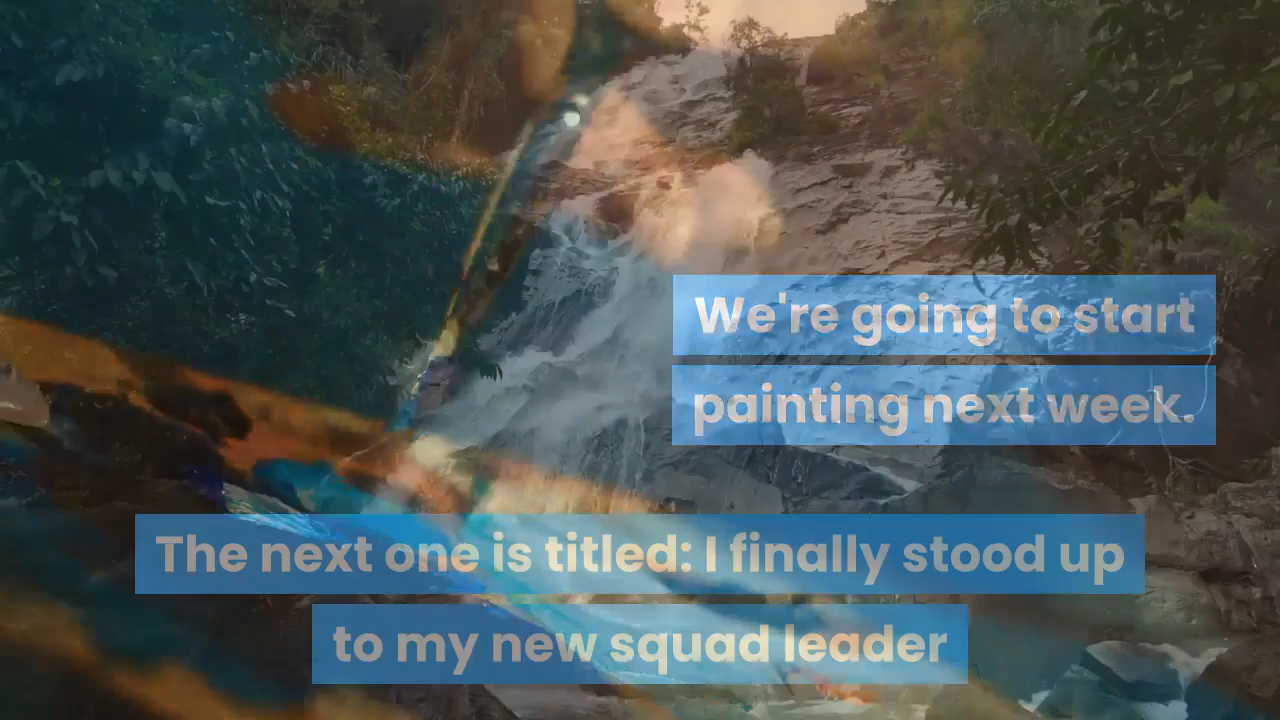 We're going to start
painting next week.
The next one is titled: I finally stood up
to my new squad leader